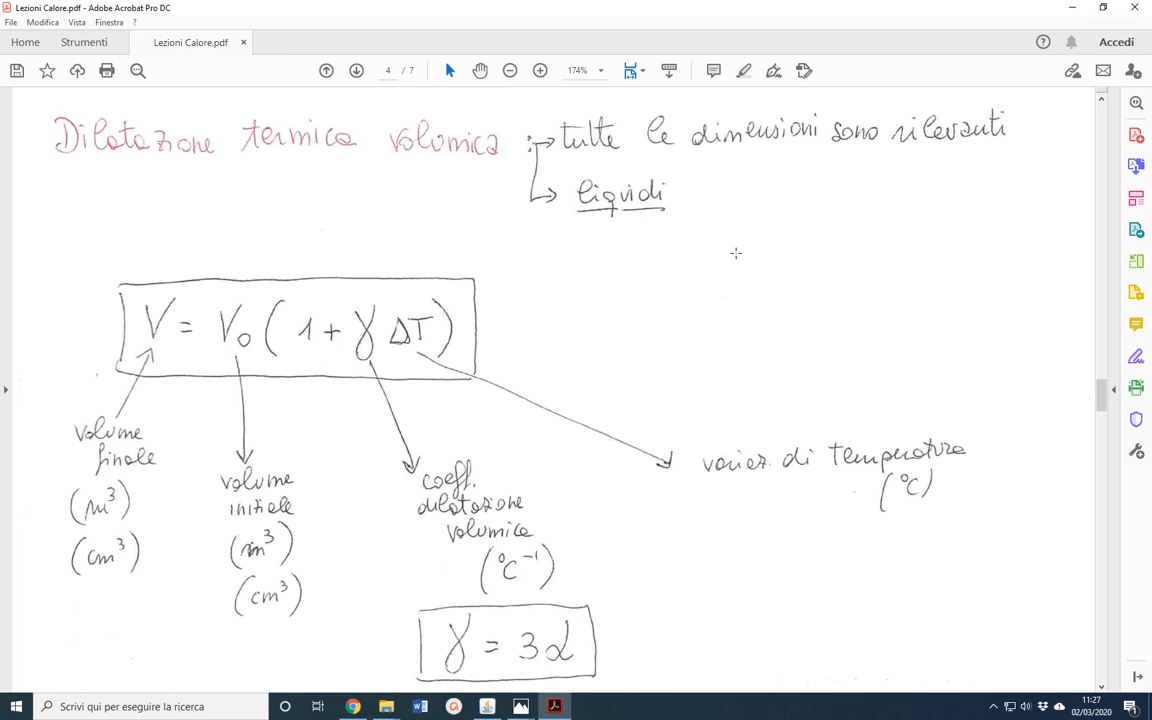 Lezioni Calore.pdf - Adobe Acrobat Pro DC
File Modifica Vista Finestra ?
Home Strumenti Lezioni Calore.pdf × Accedi
4 / 7 174%
Dilatazione termica volumica : → tutte le dimensioni sono rilevanti
→ liquidi
V = V₀ ( 1 + γ ΔT )
volume finale
(m³)
(cm³)
volume iniziale
(m³)
(cm³)
coeff. dilatazione volumica
(°C⁻¹)
variaz. di temperatura
(°C)
γ = 3α
Scrivi qui per eseguire la ricerca
11:27
02/03/2020